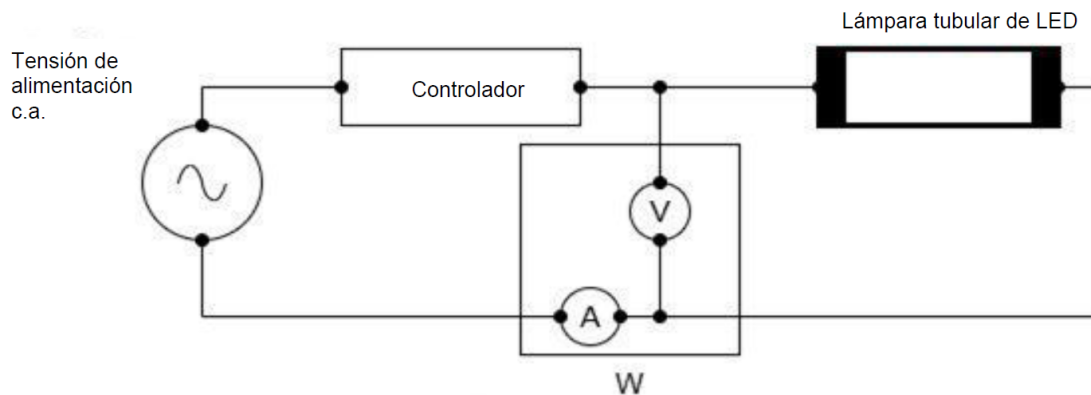 Lámpara tubular de LED
Tensión de
alimentación
c.a.
Controlador
V
A
W